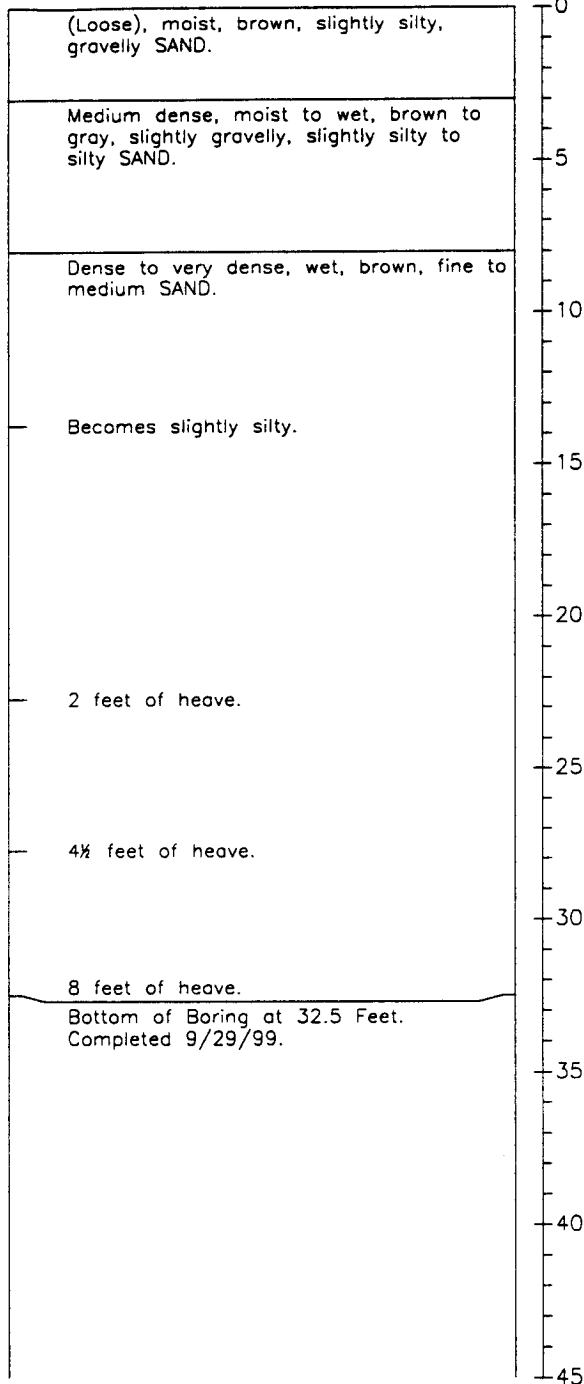 0
(Loose), moist, brown, slightly silty,
gravelly SAND.
Medium dense, moist to wet, brown to
gray, slightly gravelly, slightly silty to
silty SAND.
5
Dense to very dense, wet, brown, fine to
medium SAND.
10
Becomes slightly silty.
15
20
2 feet of heave.
25
4½ feet of heave.
30
8 feet of heave.
Bottom of Boring at 32.5 Feet.
Completed 9/29/99.
35
40
45